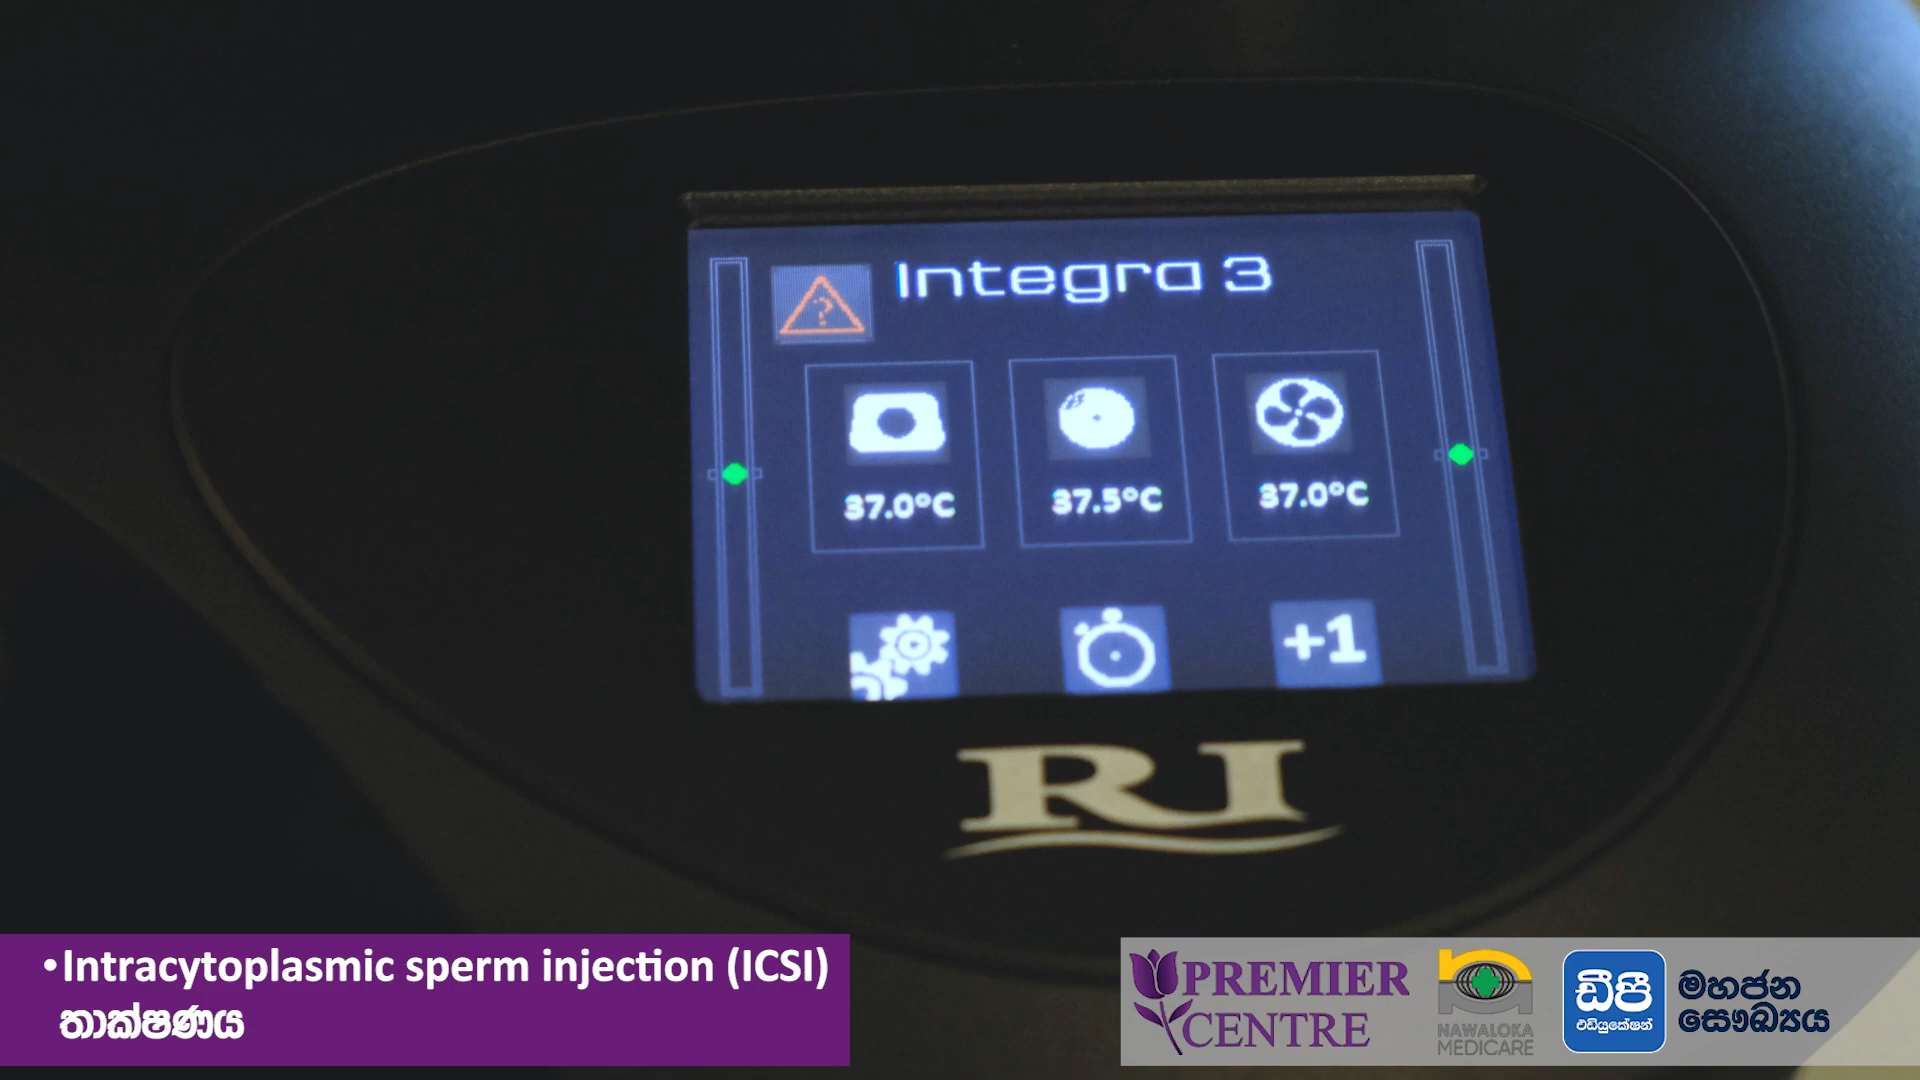 Integra 3
?
37.0°C
37.5°C
37.0°C
+1
RI
•Intracytoplasmic sperm injection (ICSI)
තාක්ෂණය
PREMIER
CENTRE
NAWALOKA
MEDICARE
ඩීපී
එඩියුකේෂන්
මහජන
සෞඛ්‍යය